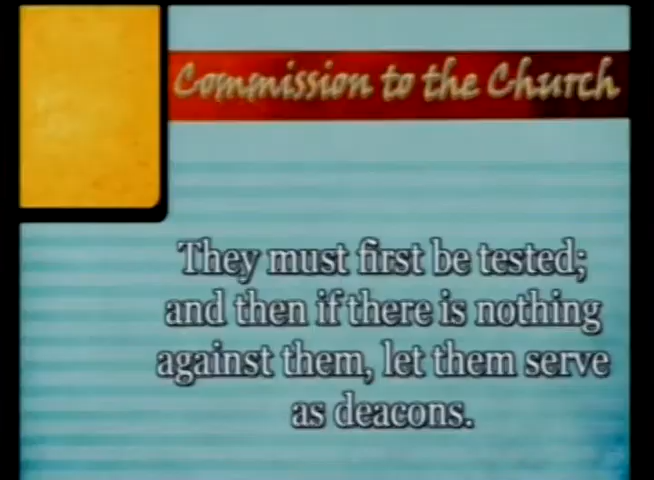 Commission to the Church
They must first be tested;
and then if there is nothing
against them, let them serve
as deacons.